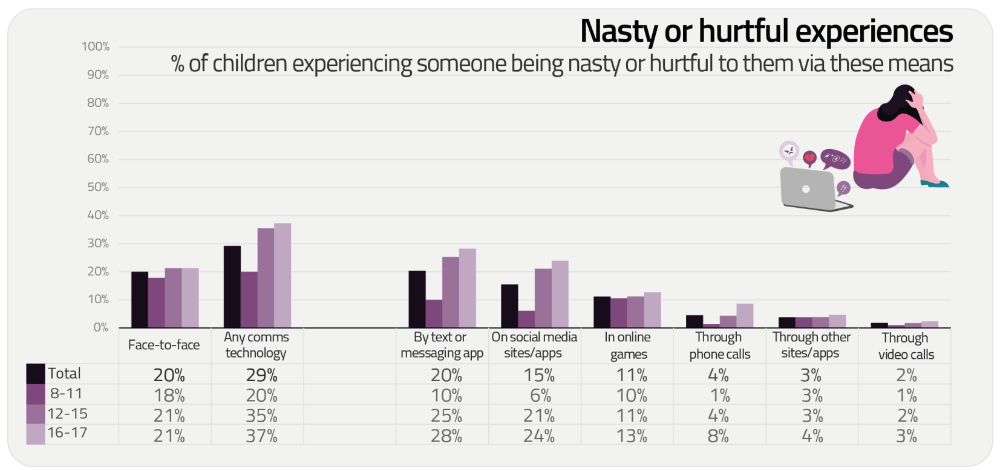 Nasty or hurtful experiences
% of children experiencing someone being nasty or hurtful to them via these means
100%
90%
80%
70%
60%
50%
40%
30%
20%
10%
0%
#*@?!
!!
Face-to-face
Any comms
technology
By text or
messaging app
On social media
sites/apps
In online
games
Through
phone calls
Through other
sites/apps
Through
video calls
Total 20% 29% 20% 15% 11% 4% 3% 2%
8-11 18% 20% 10% 6% 10% 1% 3% 1%
12-15 21% 35% 25% 21% 11% 4% 3% 2%
16-17 21% 37% 28% 24% 13% 8% 4% 3%